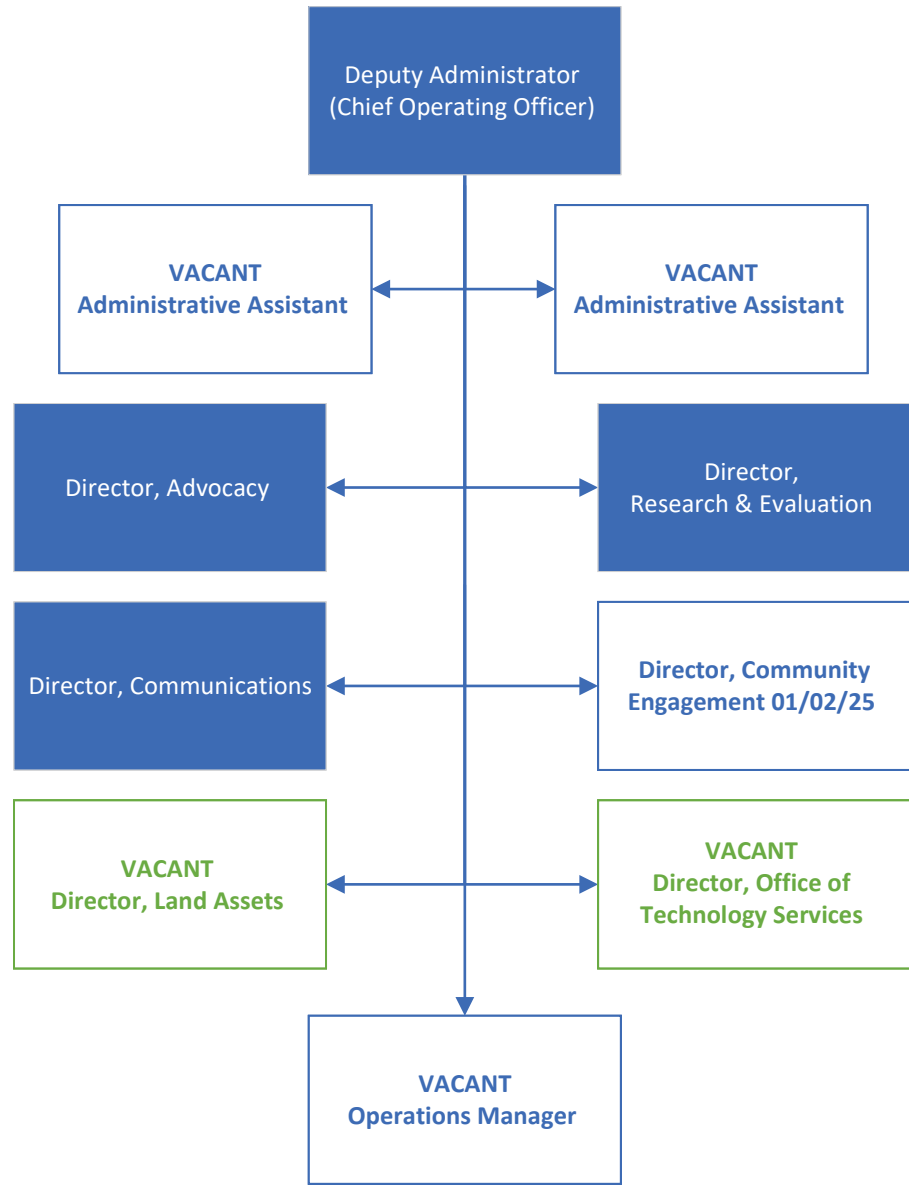 Deputy Administrator
(Chief Operating Officer)
VACANT
Administrative Assistant
VACANT
Administrative Assistant
Director, Advocacy
Director,
Research & Evaluation
Director, Communications
Director, Community
Engagement 01/02/25
VACANT
Director, Land Assets
VACANT
Director, Office of
Technology Services
VACANT
Operations Manager